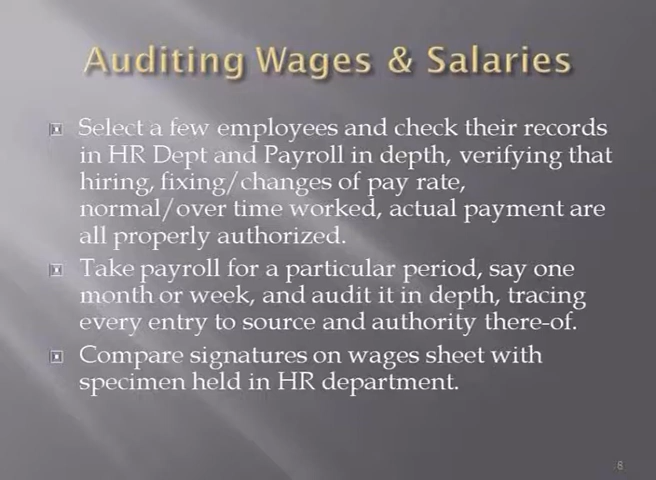 Auditing Wages & Salaries
Select a few employees and check their records
in HR Dept and Payroll in depth, verifying that
hiring, fixing/changes of pay rate,
normal/over time worked, actual payment are
all properly authorized.
Take payroll for a particular period, say one
month or week, and audit it in depth, tracing
every entry to source and authority there-of.
Compare signatures on wages sheet with
specimen held in HR department.
8